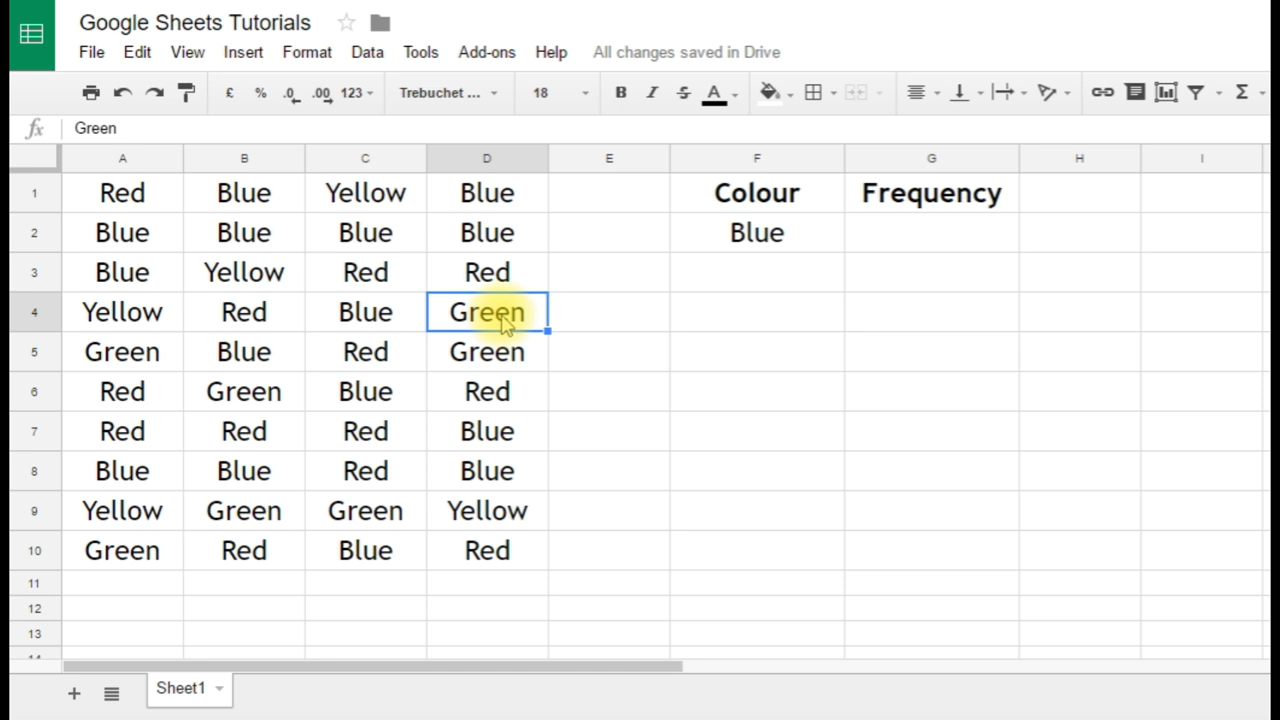 Google Sheets Tutorials
File Edit View Insert Format Data Tools Add-ons Help All changes saved in Drive
£ % .0 .00 123 Trebuchet ... 18 B I S A Σ
fx Green
A B C D E F G H I
1 Red Blue Yellow Blue Colour Frequency
2 Blue Blue Blue Blue Blue
3 Blue Yellow Red Red
4 Yellow Red Blue Green
5 Green Blue Red Green
6 Red Green Blue Red
7 Red Red Red Blue
8 Blue Blue Red Blue
9 Yellow Green Green Yellow
10 Green Red Blue Red
11
12
13
14
Sheet1